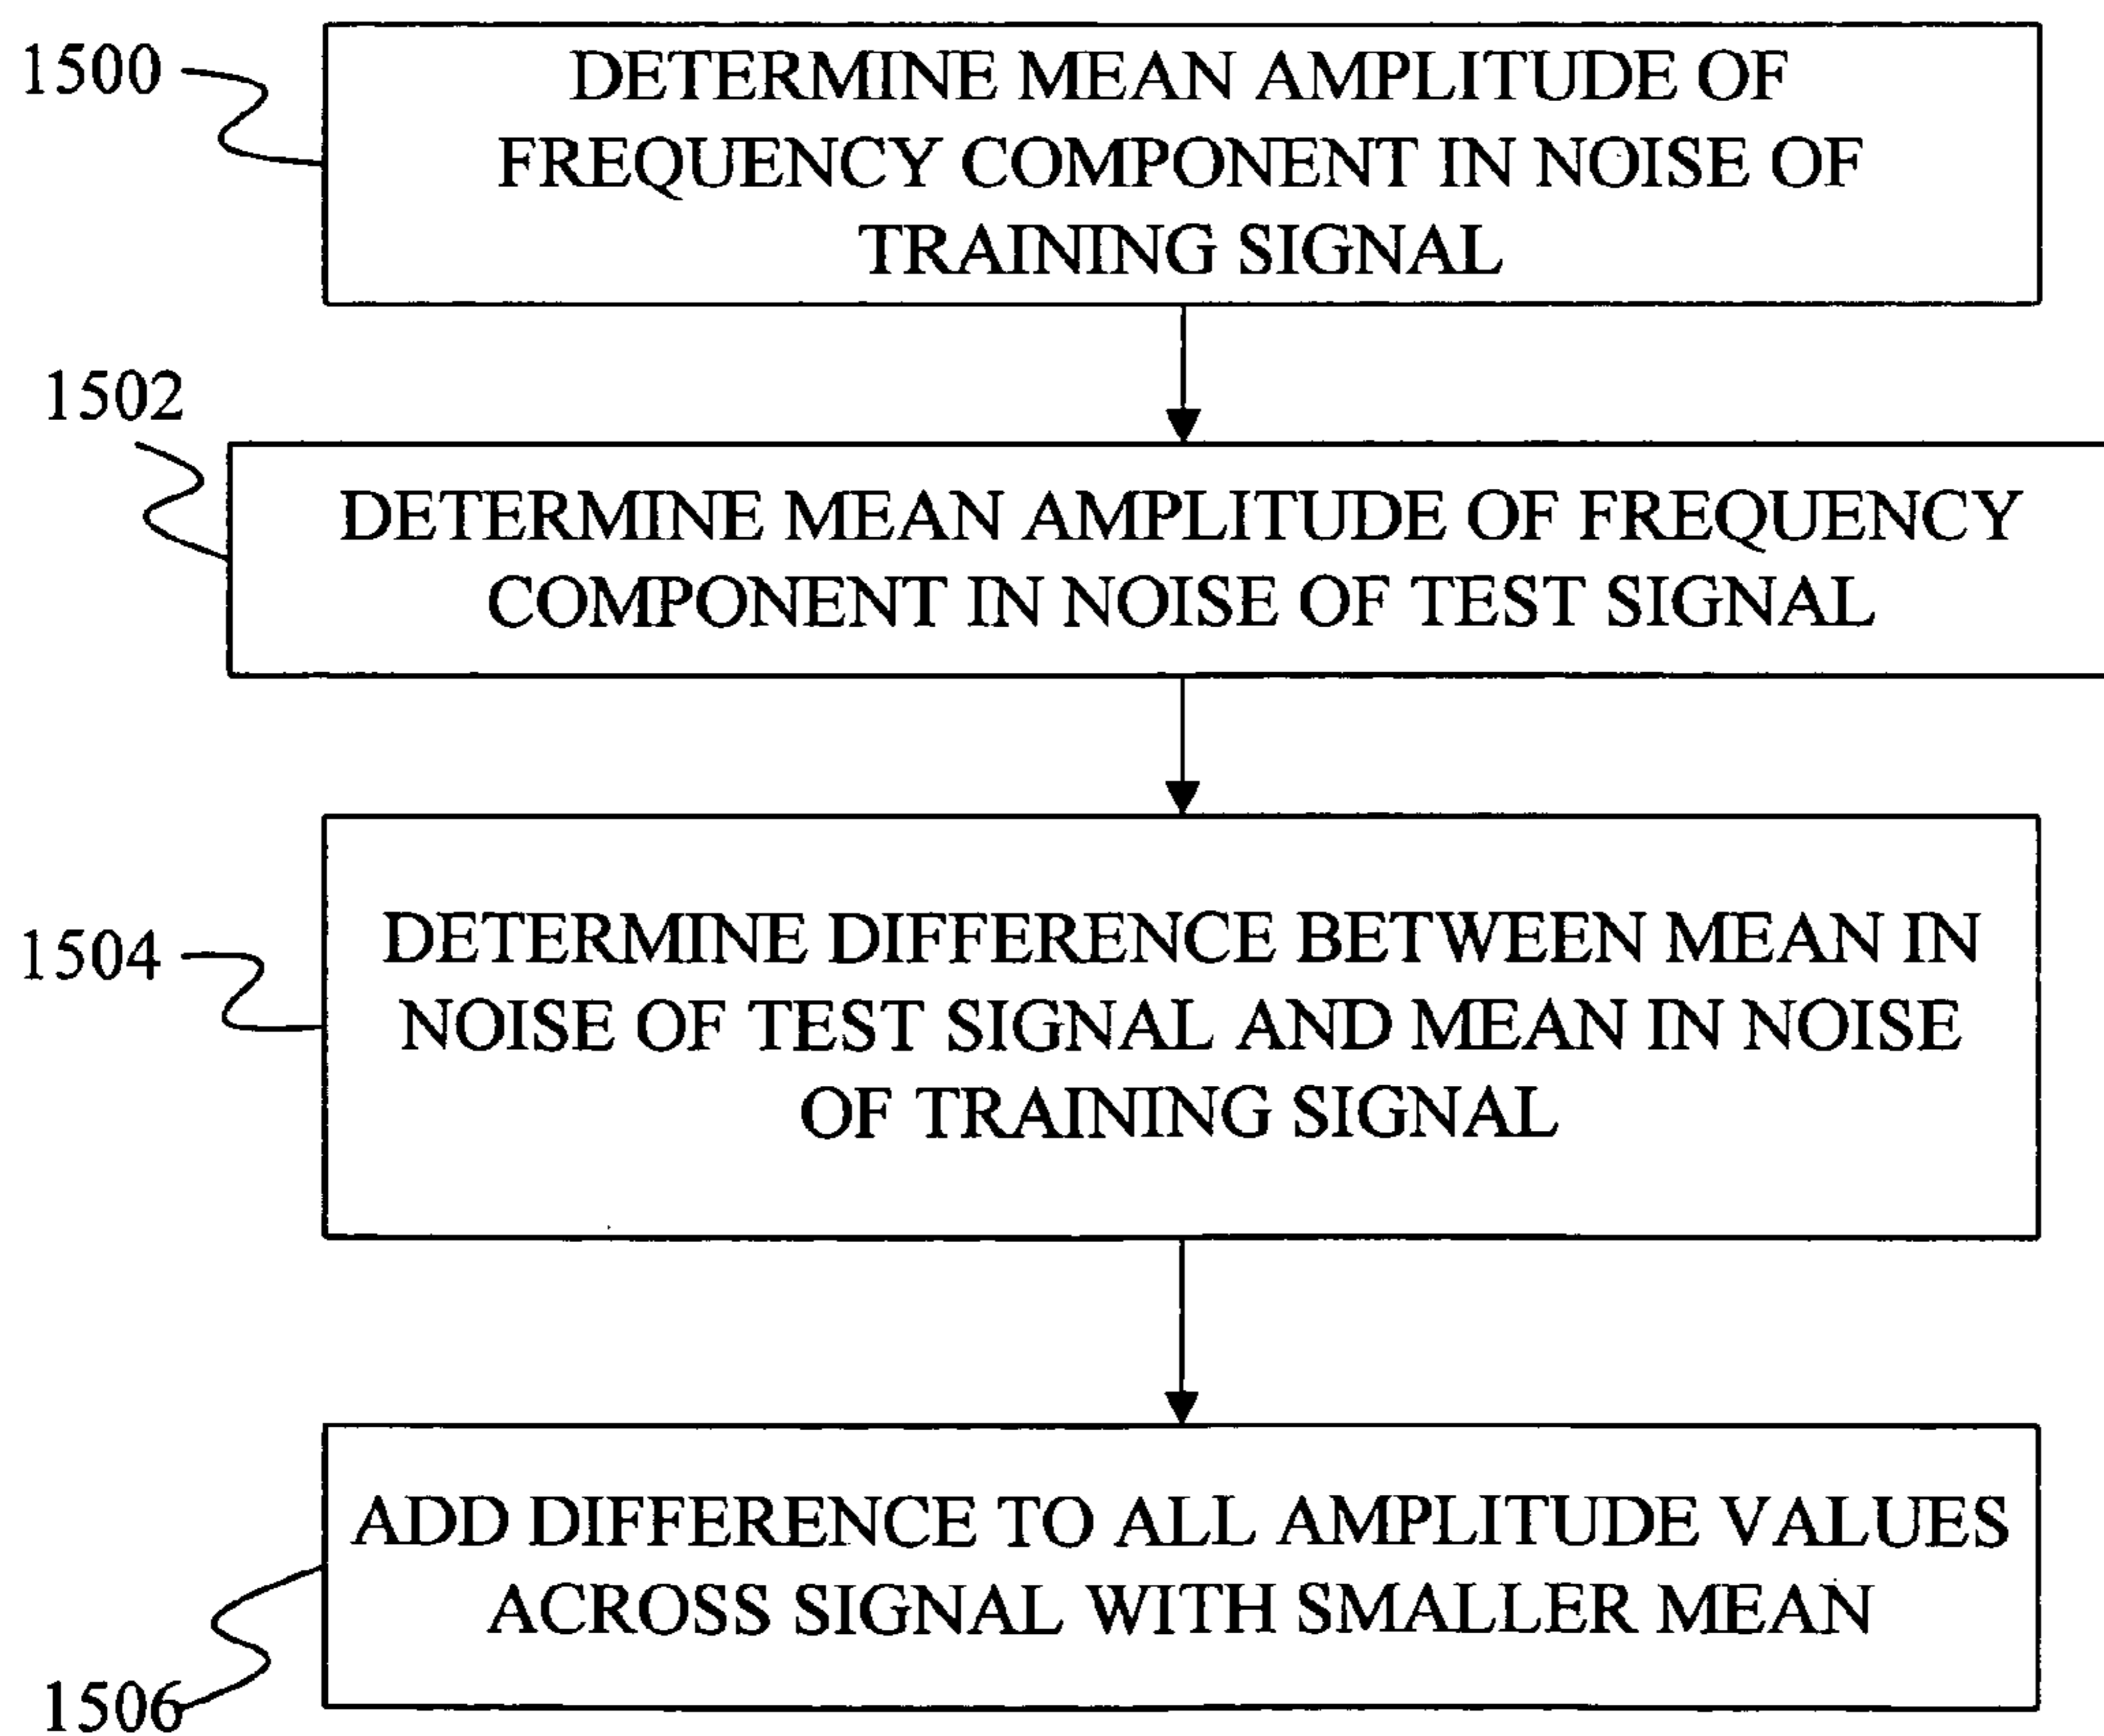 1500
DETERMINE MEAN AMPLITUDE OF
FREQUENCY COMPONENT IN NOISE OF
TRAINING SIGNAL
1502
DETERMINE MEAN AMPLITUDE OF FREQUENCY
COMPONENT IN NOISE OF TEST SIGNAL
1504
DETERMINE DIFFERENCE BETWEEN MEAN IN
NOISE OF TEST SIGNAL AND MEAN IN NOISE
OF TRAINING SIGNAL
ADD DIFFERENCE TO ALL AMPLITUDE VALUES
ACROSS SIGNAL WITH SMALLER MEAN
1506